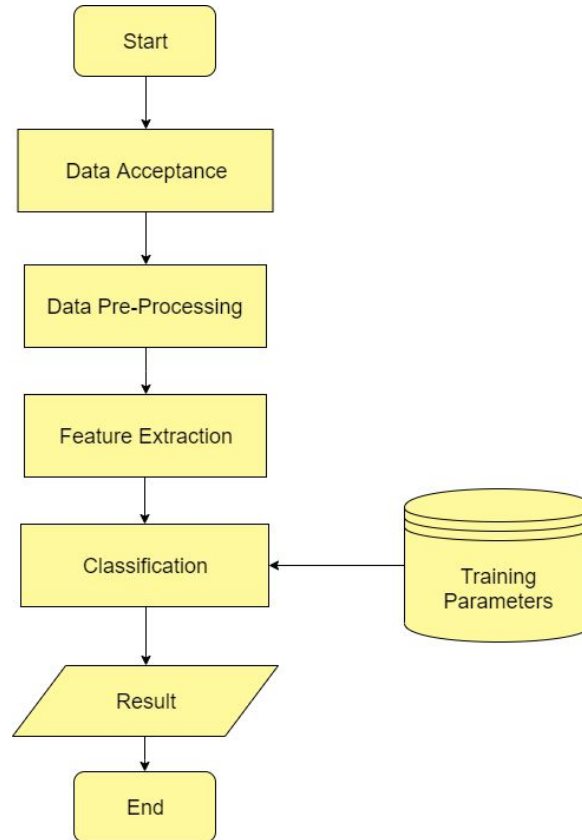 Start
Data Acceptance
Data Pre-Processing
Feature Extraction
Classification
Training
Parameters
Result
End